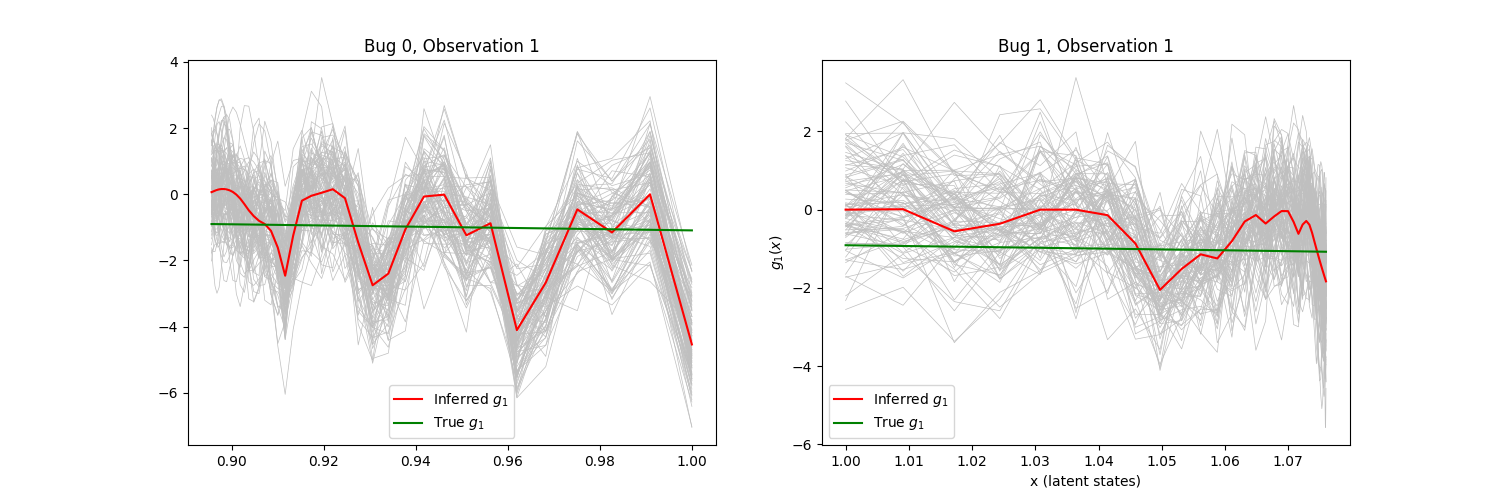 Bug 0, Observation 1
4
2
0
−2
−4
−6
0.90 0.92 0.94 0.96 0.98 1.00
Inferred g₁
True g₁
Bug 1, Observation 1
g₁(x)
2
0
−2
−4
−6
1.00 1.01 1.02 1.03 1.04 1.05 1.06 1.07
x (latent states)
Inferred g₁
True g₁